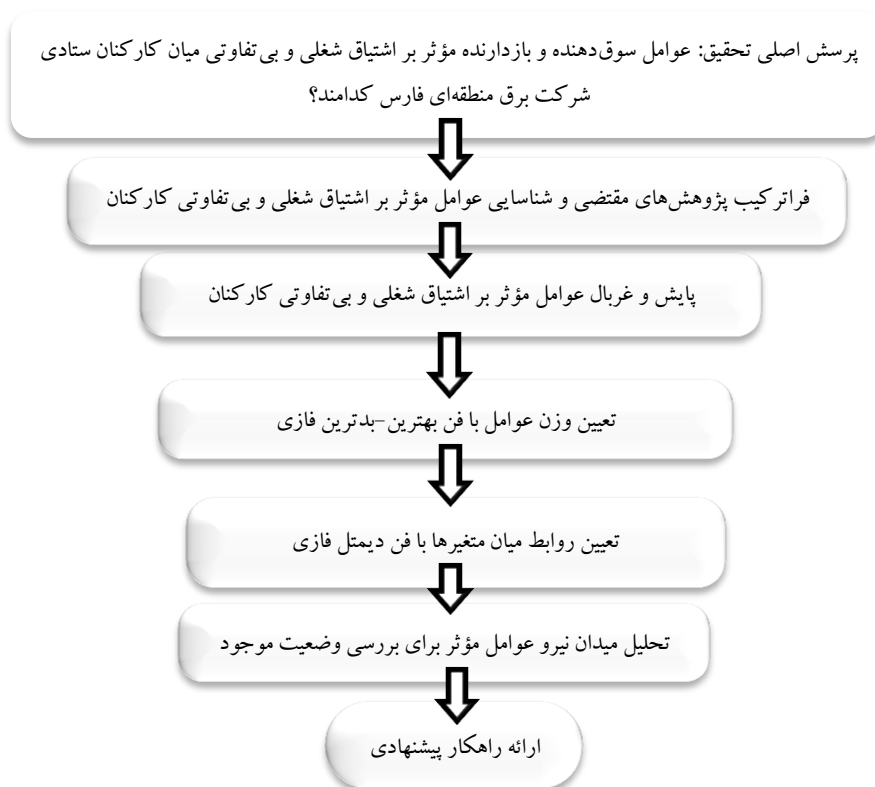 پرسش اصلی تحقیق: عوامل سوق‌دهنده و بازدارنده مؤثر بر اشتیاق شغلی و بی‌تفاوتی میان کارکنان ستادی
شرکت برق منطقه‌ای فارس کدامند؟
فراترکیب پژوهش‌های مقتضی و شناسایی عوامل مؤثر بر اشتیاق شغلی و بی‌تفاوتی کارکنان
پایش و غربال عوامل مؤثر بر اشتیاق شغلی و بی‌تفاوتی کارکنان
تعیین وزن عوامل با فن بهترین-بدترین فازی
تعیین روابط میان متغیرها با فن دیمتل فازی
تحلیل میدان نیرو عوامل مؤثر برای بررسی وضعیت موجود
ارائه راهکار پیشنهادی